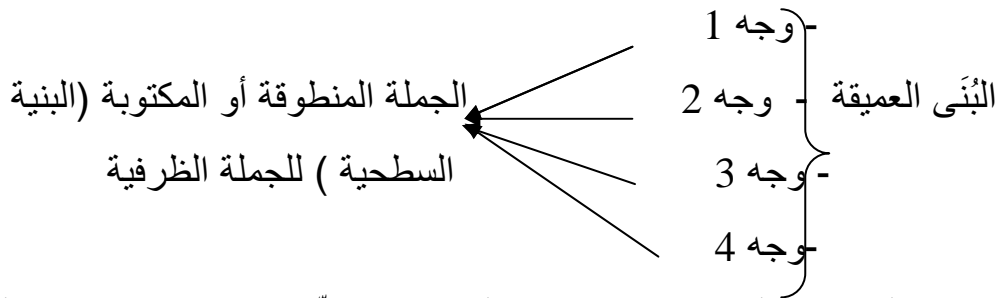 - وجه 1
البُنَى العميقة - وجه 2
- وجه 3
- وجه 4
الجملة المنطوقة أو المكتوبة (البنية
السطحية ) للجملة الظرفية